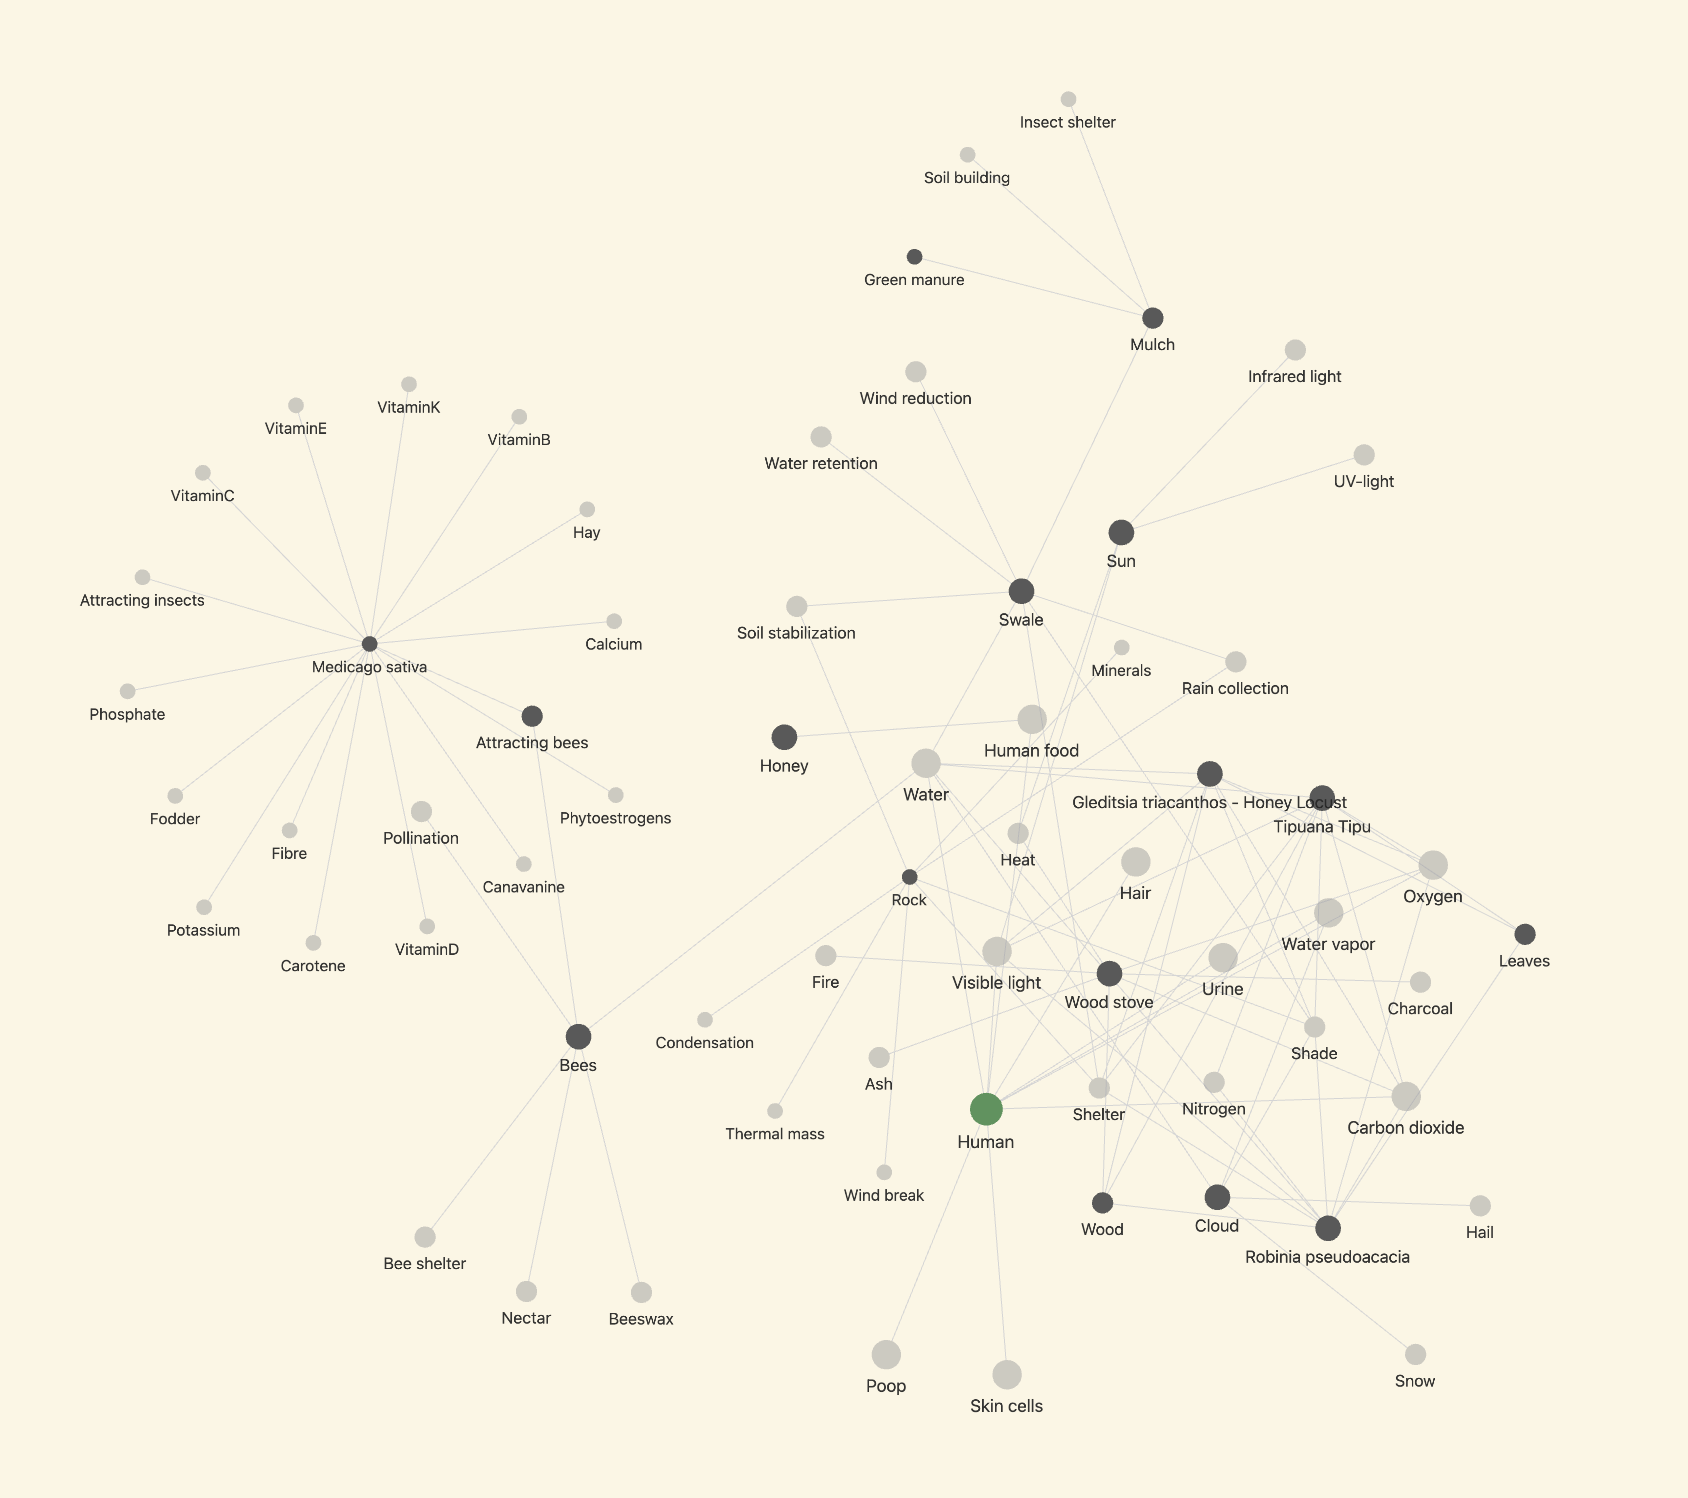 Insect shelter
Soil building
Green manure
Mulch
Infrared light
Wind reduction
VitaminK
VitaminE
VitaminB
Water retention
UV-light
VitaminC
Hay
Sun
Attracting insects
Swale
Soil stabilization
Calcium
Medicago sativa
Minerals
Rain collection
Phosphate
Attracting bees
Human food
Honey
Water
Gleditsia triacanthos - Honey Locust
Fodder
Phytoestrogens
Tipuana Tipu
Pollination
Fibre
Heat
Canavanine
Hair
Oxygen
Rock
Potassium
Water vapor
VitaminD
Leaves
Carotene
Fire
Visible light
Urine
Wood stove
Charcoal
Condensation
Shade
Bees
Ash
Nitrogen
Shelter
Carbon dioxide
Thermal mass
Human
Wind break
Cloud
Wood
Hail
Robinia pseudoacacia
Bee shelter
Nectar
Beeswax
Snow
Poop
Skin cells